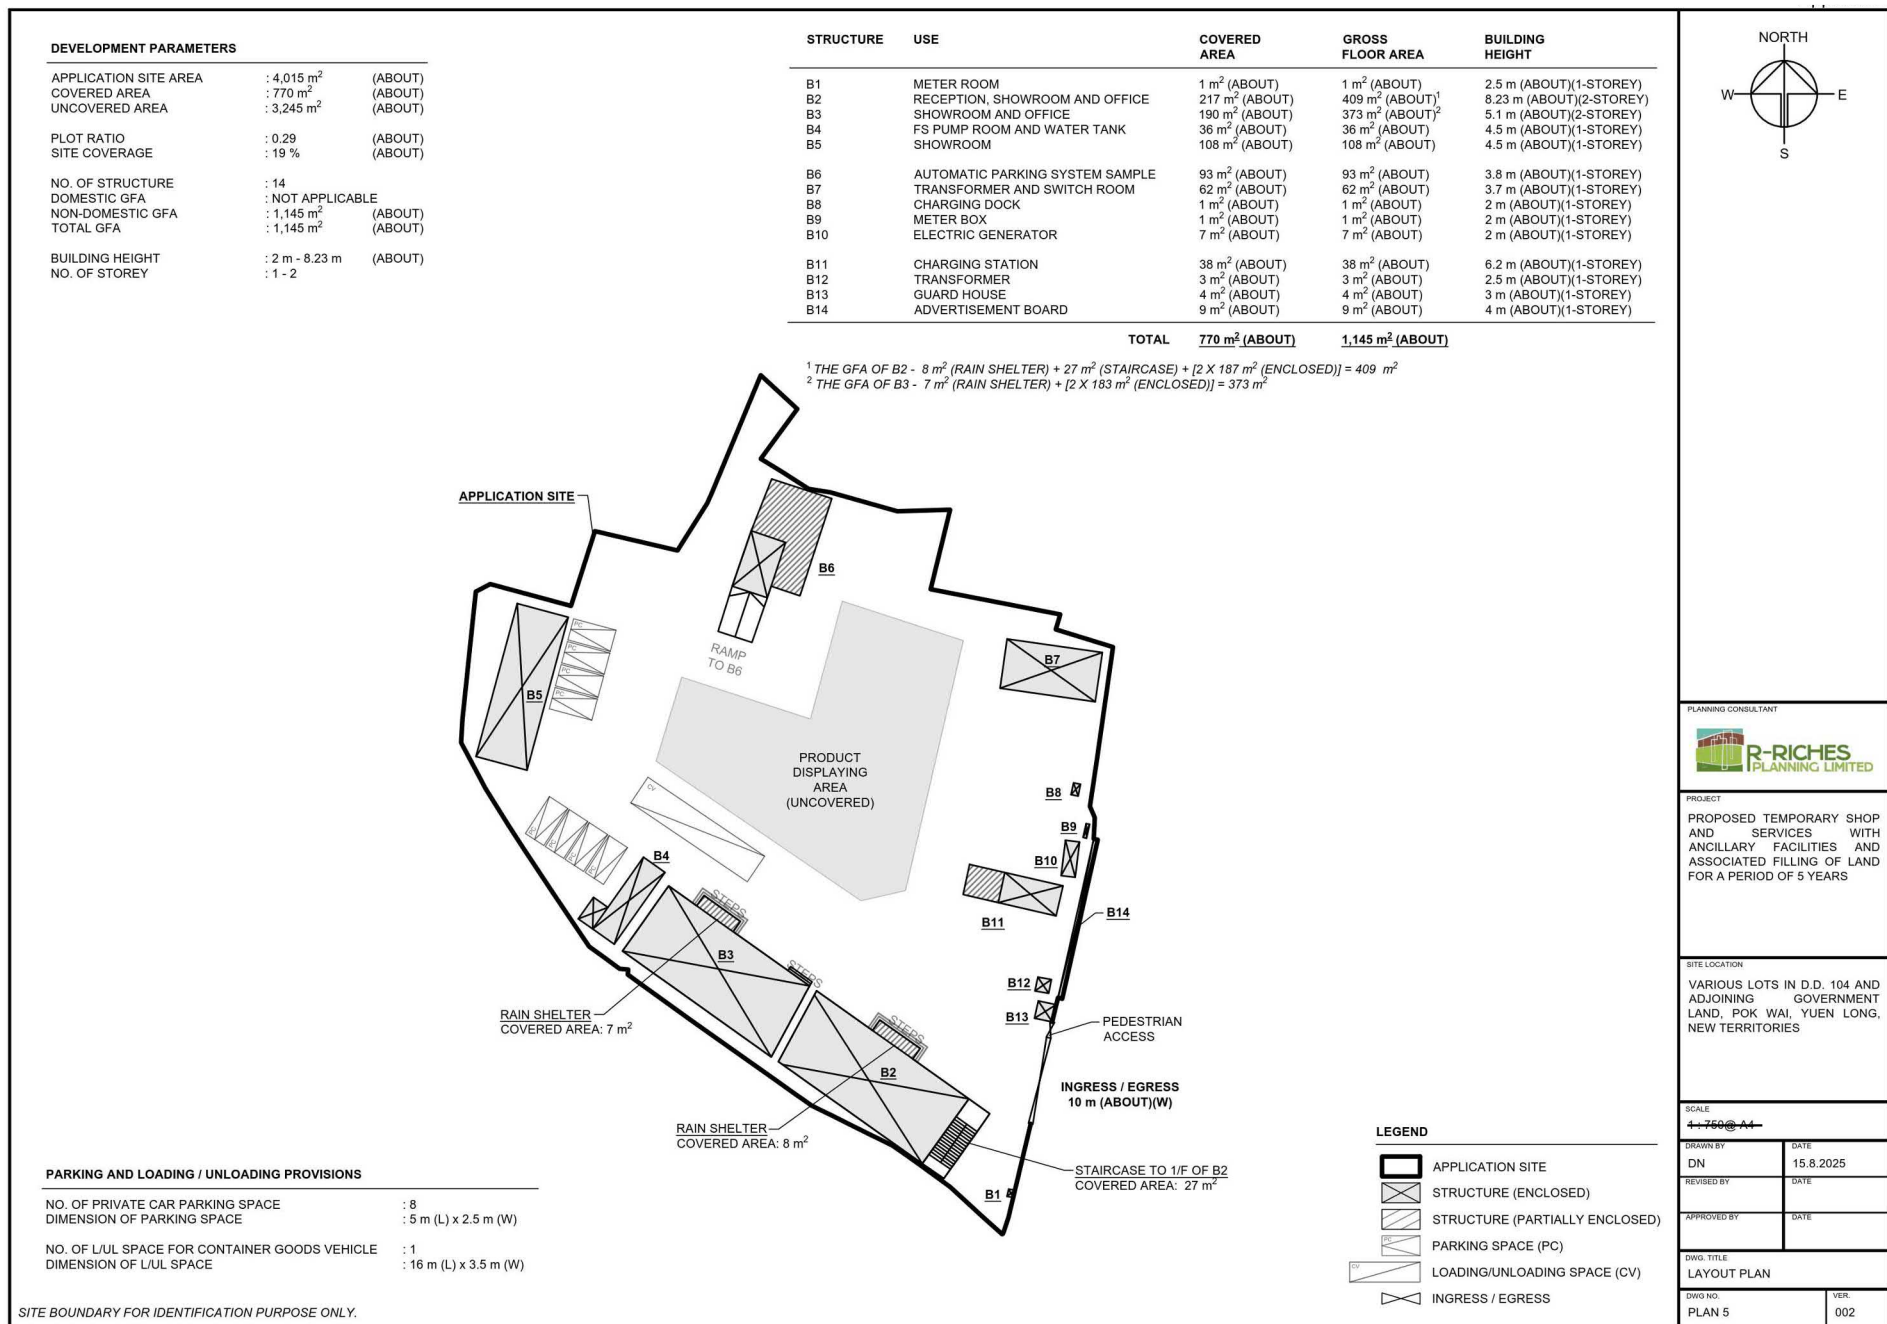 DEVELOPMENT PARAMETERS
APPLICATION SITE AREA : 4,015 m² (ABOUT)
COVERED AREA : 770 m² (ABOUT)
UNCOVERED AREA : 3,245 m² (ABOUT)
PLOT RATIO : 0.29 (ABOUT)
SITE COVERAGE : 19 % (ABOUT)
NO. OF STRUCTURE : 14
DOMESTIC GFA : NOT APPLICABLE
NON-DOMESTIC GFA : 1,145 m² (ABOUT)
TOTAL GFA : 1,145 m² (ABOUT)
BUILDING HEIGHT : 2 m - 8.23 m (ABOUT)
NO. OF STOREY : 1 - 2
STRUCTURE USE COVERED AREA GROSS FLOOR AREA BUILDING HEIGHT
B1 METER ROOM 1 m² (ABOUT) 1 m² (ABOUT) 2.5 m (ABOUT)(1-STOREY)
B2 RECEPTION, SHOWROOM AND OFFICE 217 m² (ABOUT) 409 m² (ABOUT)¹ 8.23 m (ABOUT)(2-STOREY)
B3 SHOWROOM AND OFFICE 190 m² (ABOUT) 373 m² (ABOUT)² 5.1 m (ABOUT)(2-STOREY)
B4 FS PUMP ROOM AND WATER TANK 36 m² (ABOUT) 36 m² (ABOUT) 4.5 m (ABOUT)(1-STOREY)
B5 SHOWROOM 108 m² (ABOUT) 108 m² (ABOUT) 4.5 m (ABOUT)(1-STOREY)
B6 AUTOMATIC PARKING SYSTEM SAMPLE 93 m² (ABOUT) 93 m² (ABOUT) 3.8 m (ABOUT)(1-STOREY)
B7 TRANSFORMER AND SWITCH ROOM 62 m² (ABOUT) 62 m² (ABOUT) 3.7 m (ABOUT)(1-STOREY)
B8 CHARGING DOCK 1 m² (ABOUT) 1 m² (ABOUT) 2 m (ABOUT)(1-STOREY)
B9 METER BOX 1 m² (ABOUT) 1 m² (ABOUT) 2 m (ABOUT)(1-STOREY)
B10 ELECTRIC GENERATOR 7 m² (ABOUT) 7 m² (ABOUT) 2 m (ABOUT)(1-STOREY)
B11 CHARGING STATION 38 m² (ABOUT) 38 m² (ABOUT) 6.2 m (ABOUT)(1-STOREY)
B12 TRANSFORMER 3 m² (ABOUT) 3 m² (ABOUT) 2.5 m (ABOUT)(1-STOREY)
B13 GUARD HOUSE 4 m² (ABOUT) 4 m² (ABOUT) 3 m (ABOUT)(1-STOREY)
B14 ADVERTISEMENT BOARD 9 m² (ABOUT) 9 m² (ABOUT) 4 m (ABOUT)(1-STOREY)
TOTAL 770 m² (ABOUT) 1,145 m² (ABOUT)
¹ THE GFA OF B2 - 8 m² (RAIN SHELTER) + 27 m² (STAIRCASE) + [2 X 187 m² (ENCLOSED)] = 409 m²
² THE GFA OF B3 - 7 m² (RAIN SHELTER) + [2 X 183 m² (ENCLOSED)] = 373 m²
NORTH
W E
S
APPLICATION SITE
B6
RAMP
TO B6
PC
PC
PC
PC
B5
B7
PRODUCT
DISPLAYING
AREA
(UNCOVERED)
CV
B8
B9
B10
PC
PC
PC
PC
B4
B11
B14
STEPS
B3
STEPS
B12
B13
RAIN SHELTER
COVERED AREA: 7 m²
STEPS
PEDESTRIAN
ACCESS
B2
INGRESS / EGRESS
10 m (ABOUT)(W)
RAIN SHELTER
COVERED AREA: 8 m²
STAIRCASE TO 1/F OF B2
COVERED AREA: 27 m²
B1
PARKING AND LOADING / UNLOADING PROVISIONS
NO. OF PRIVATE CAR PARKING SPACE : 8
DIMENSION OF PARKING SPACE : 5 m (L) x 2.5 m (W)
NO. OF L/UL SPACE FOR CONTAINER GOODS VEHICLE : 1
DIMENSION OF L/UL SPACE : 16 m (L) x 3.5 m (W)
SITE BOUNDARY FOR IDENTIFICATION PURPOSE ONLY.
LEGEND
APPLICATION SITE
STRUCTURE (ENCLOSED)
STRUCTURE (PARTIALLY ENCLOSED)
PC PARKING SPACE (PC)
CV LOADING/UNLOADING SPACE (CV)
INGRESS / EGRESS
PLANNING CONSULTANT
R-RICHES
PLANNING LIMITED
PROJECT
PROPOSED TEMPORARY SHOP
AND SERVICES WITH
ANCILLARY FACILITIES AND
ASSOCIATED FILLING OF LAND
FOR A PERIOD OF 5 YEARS
SITE LOCATION
VARIOUS LOTS IN D.D. 104 AND
ADJOINING GOVERNMENT
LAND, POK WAI, YUEN LONG,
NEW TERRITORIES
SCALE
1 : 750@ A4
DRAWN BY DATE
DN 15.8.2025
REVISED BY DATE
APPROVED BY DATE
DWG. TITLE
LAYOUT PLAN
DWG NO. VER.
PLAN 5 002